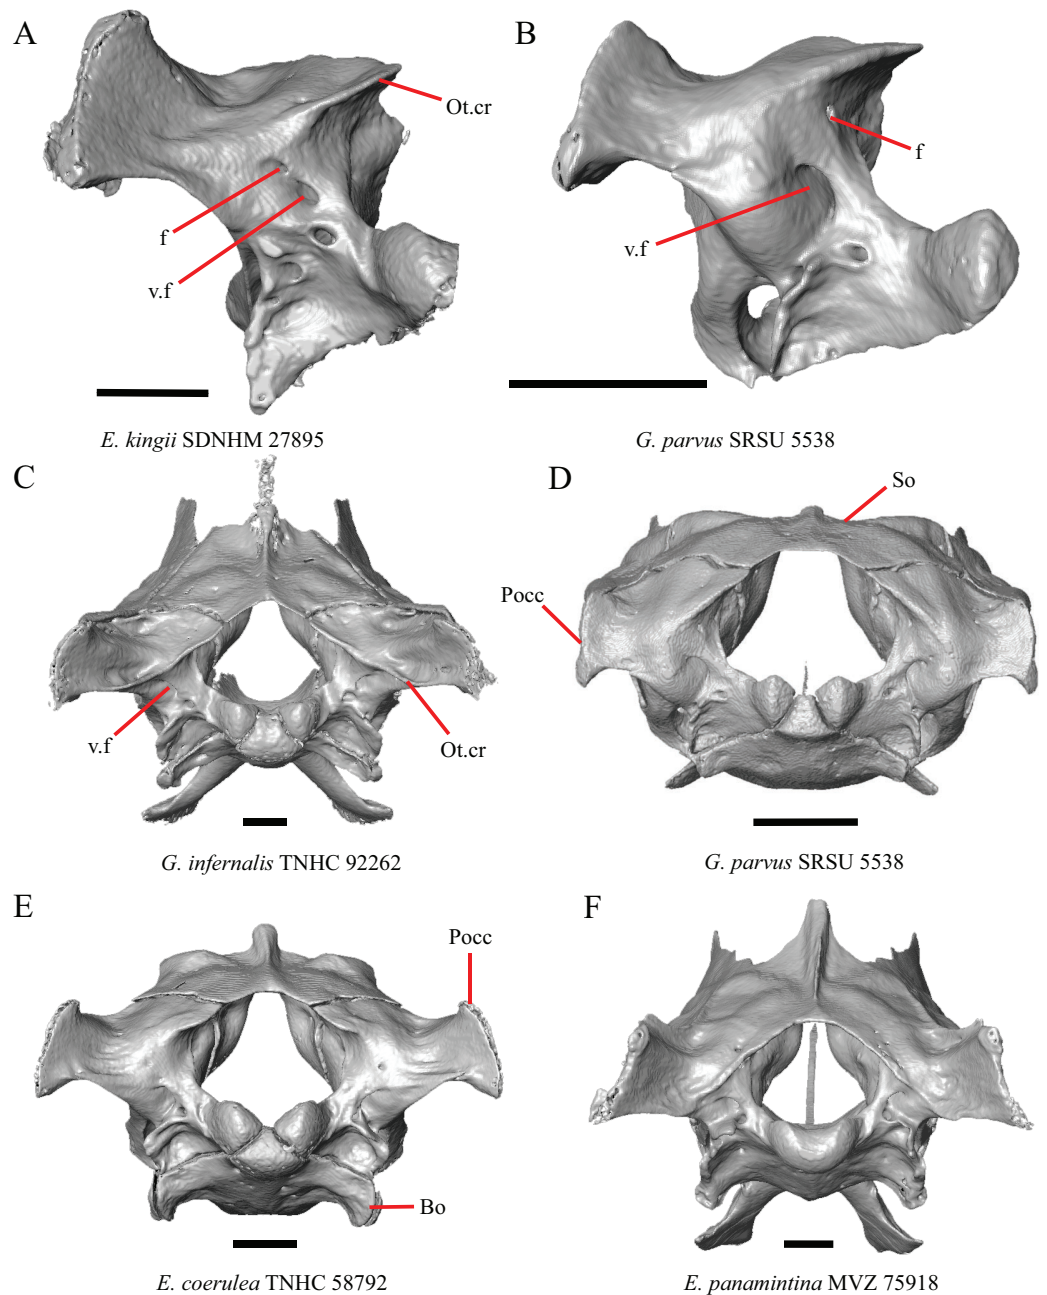 A
B
Ot.cr
f
f
v.f
v.f
E. kingii SDNHM 27895
G. parvus SRSU 5538
C
D
So
Pocc
v.f
Ot.cr
G. infernalis TNHC 92262
G. parvus SRSU 5538
E
F
Pocc
Bo
E. coerulea TNHC 58792
E. panamintina MVZ 75918